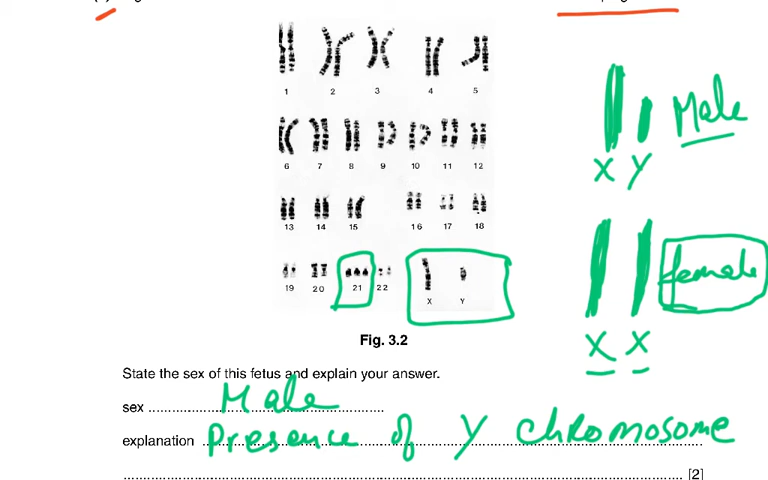 1 2 3 4 5
6 7 8 9 10 11 12
13 14 15 16 17 18
19 20 21 22 X Y
Fig. 3.2
Male
X Y
female
X X
State the sex of this fetus and explain your answer.
sex ........ Male ........
explanation Presence of Y chromosome
[2]